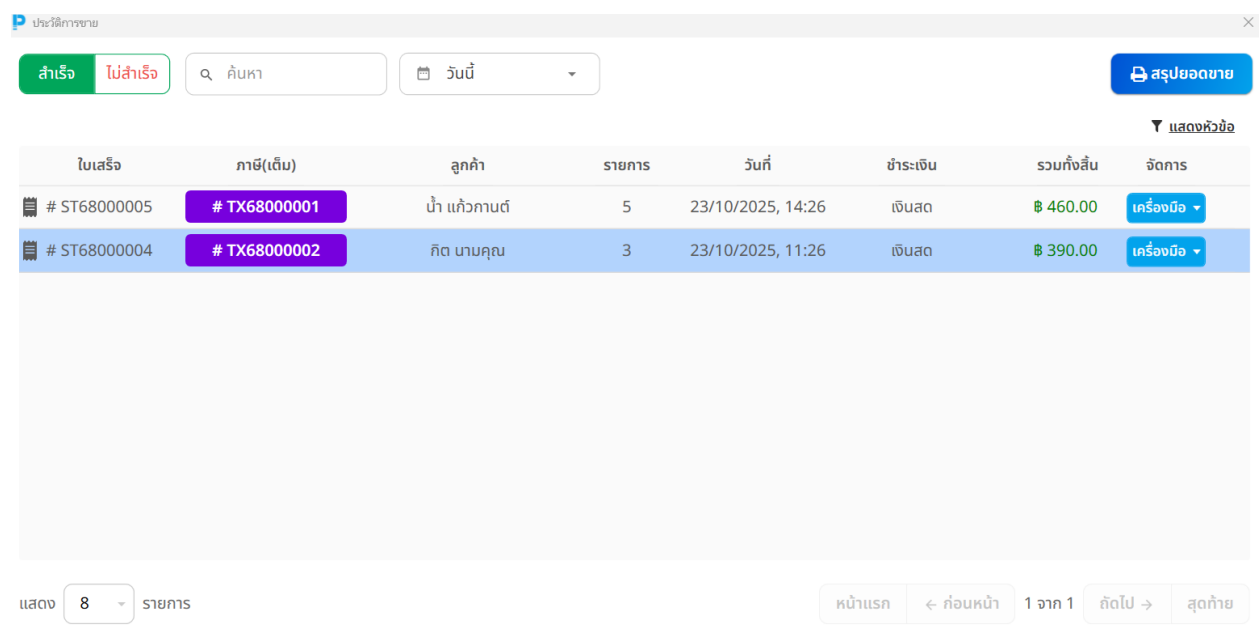 ประวัติการขาย
สำเร็จ ไม่สำเร็จ ค้นหา วันนี้ สรุปยอดขาย
แสดงหัวข้อ
ใบเสร็จ ภาษี(เต็ม) ลูกค้า รายการ วันที่ ชำระเงิน รวมทั้งสิ้น จัดการ
# ST68000005 # TX68000001 น้ำ แก้วกานต์ 5 23/10/2025, 14:26 เงินสด ฿ 460.00 เครื่องมือ
# ST68000004 # TX68000002 กิต นามคุณ 3 23/10/2025, 11:26 เงินสด ฿ 390.00 เครื่องมือ
แสดง 8 รายการ หน้าแรก ← ก่อนหน้า 1 จาก 1 ถัดไป → สุดท้าย